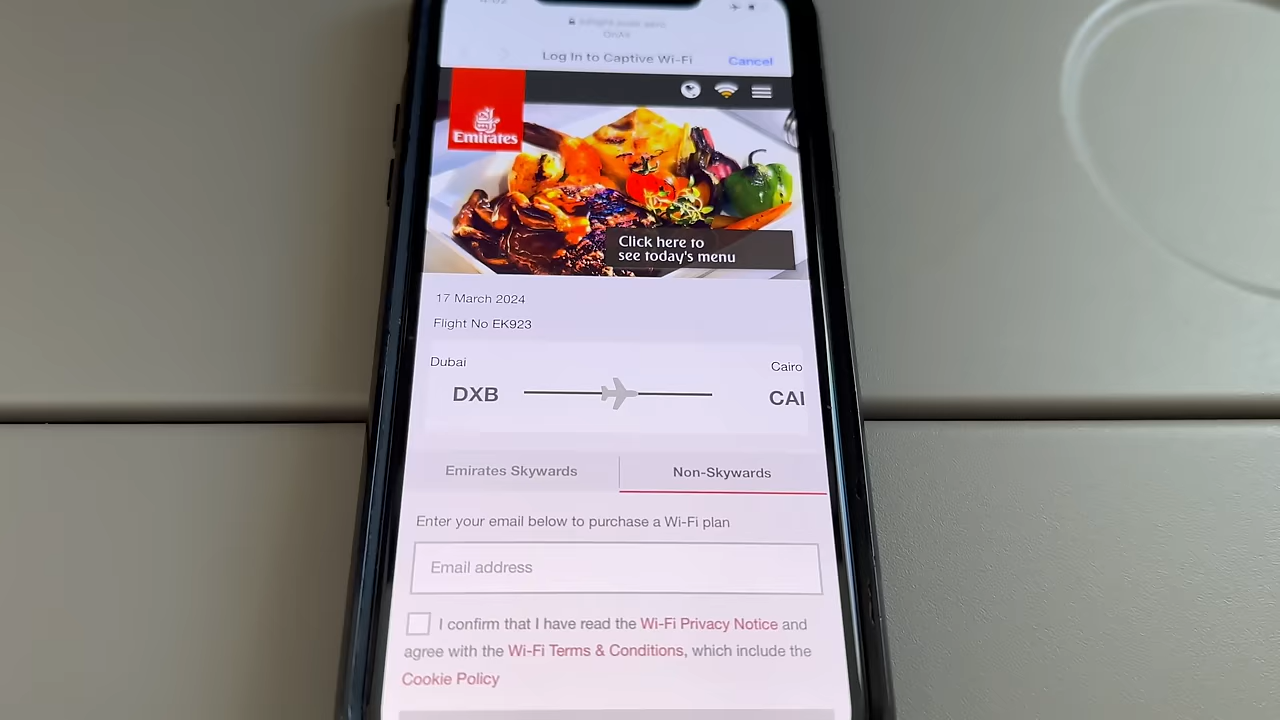 OnAir
Log In to Captive Wi-Fi
Cancel
Emirates
Click here to
see today's menu
17 March 2024
Flight No EK923
Dubai
Cairo
DXB
CAI
Emirates Skywards
Non-Skywards
Enter your email below to purchase a Wi-Fi plan
Email address
I confirm that I have read the Wi-Fi Privacy Notice and
agree with the Wi-Fi Terms & Conditions, which include the
Cookie Policy